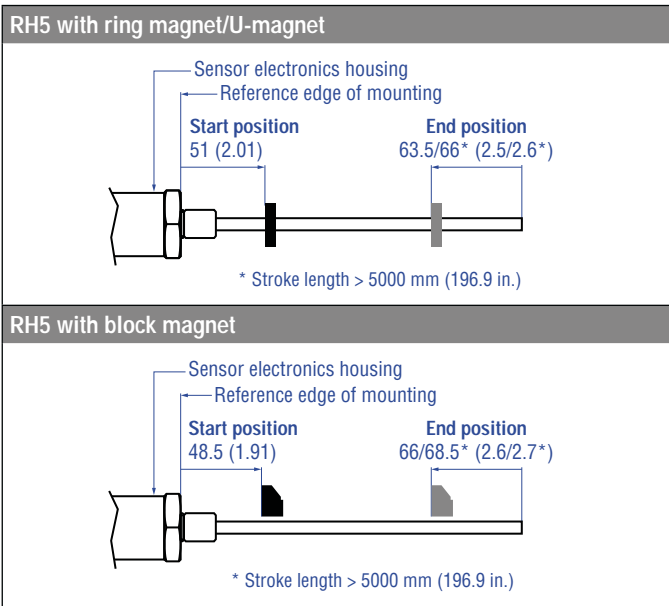 RH5 with ring magnet/U-magnet
Sensor electronics housing
Reference edge of mounting
Start position
51 (2.01)
End position
63.5/66* (2.5/2.6*)
* Stroke length > 5000 mm (196.9 in.)
RH5 with block magnet
Sensor electronics housing
Reference edge of mounting
Start position
48.5 (1.91)
End position
66/68.5* (2.6/2.7*)
* Stroke length > 5000 mm (196.9 in.)